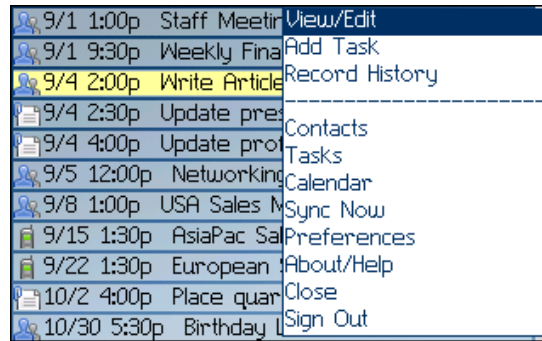 9/1 1:00p Staff Meetin
9/1 9:30p Weekly Fina
9/4 2:00p Write Article
9/4 2:30p Update pres
9/4 4:00p Update prof
9/5 12:00p Networking
9/8 1:00p USA Sales M
9/15 1:30p AsiaPac Sal
9/22 1:30p European
10/2 4:00p Place quar
10/30 5:30p Birthday L
View/Edit
Add Task
Record History
--------------------
Contacts
Tasks
Calendar
Sync Now
Preferences
About/Help
Close
Sign Out